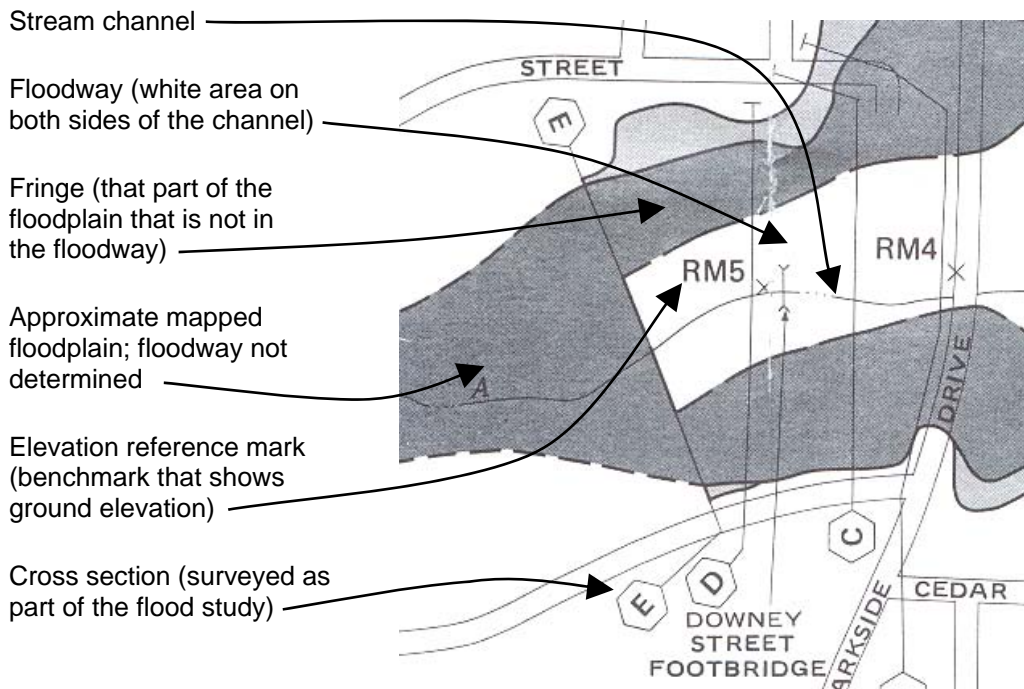 Stream channel
Floodway (white area on
both sides of the channel)
Fringe (that part of the
floodplain that is not in
the floodway)
Approximate mapped
floodplain; floodway not
determined
Elevation reference mark
(benchmark that shows
ground elevation)
Cross section (surveyed as
part of the flood study)
STREET
E
RM5
RM4
A
DRIVE
C
D
E
CEDAR
DOWNEY
STREET
FOOTBRIDGE
ARKSIDE